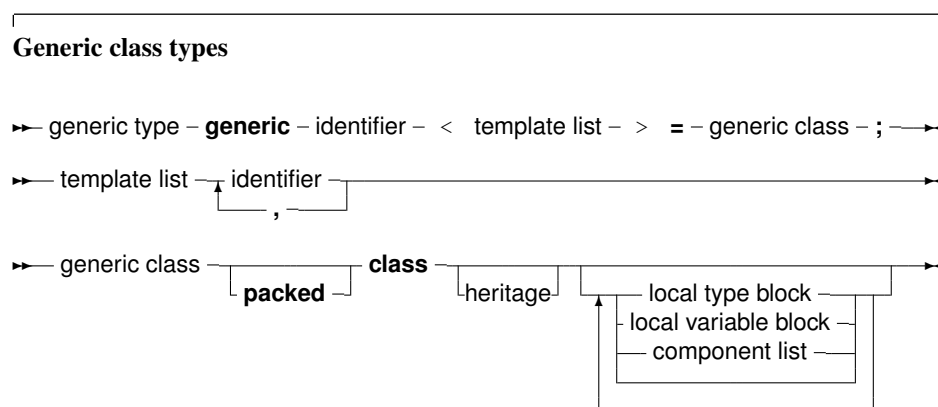 Generic class types
generic type generic identifier < template list > = generic class ;
template list identifier
,
generic class class
packed heritage local type block
local variable block
component list